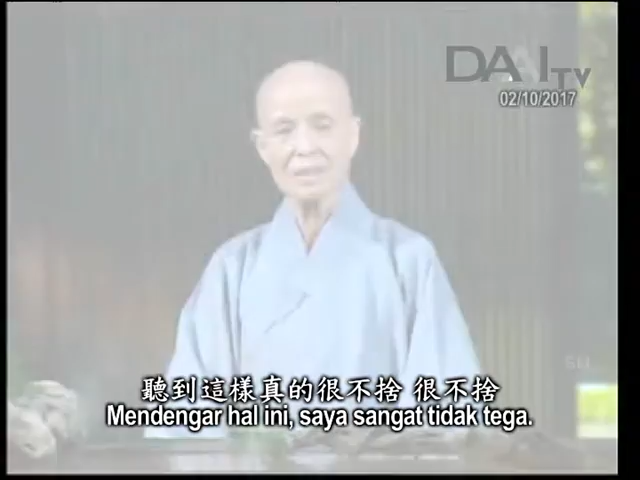 DAAI TV
02/10/2017
聽到這樣真的很不捨 很不捨
Mendengar hal ini, saya sangat tidak tega.